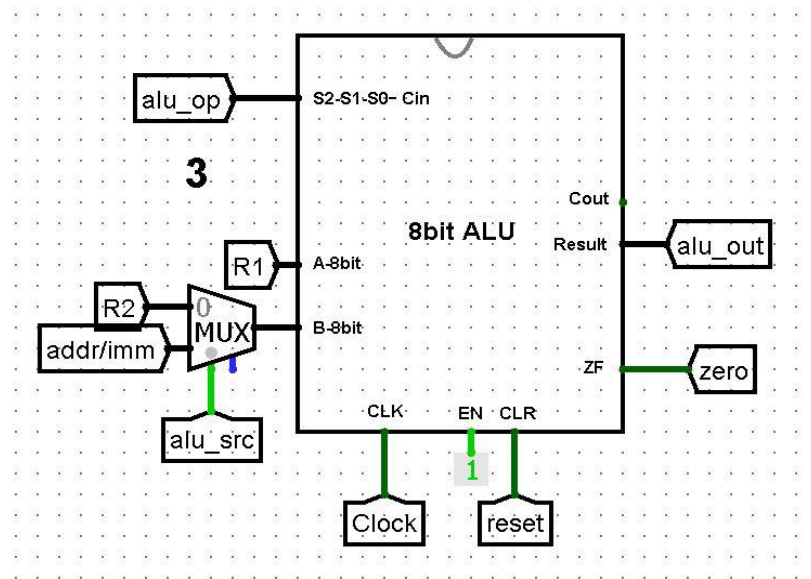 alu_op
S2-S1-S0- Cin
3
Cout
8bit ALU
Result
alu_out
R1
A-8bit
R2
0
MUX
B-8bit
addr/imm
ZF
zero
alu_src
CLK
EN
CLR
1
Clock
reset